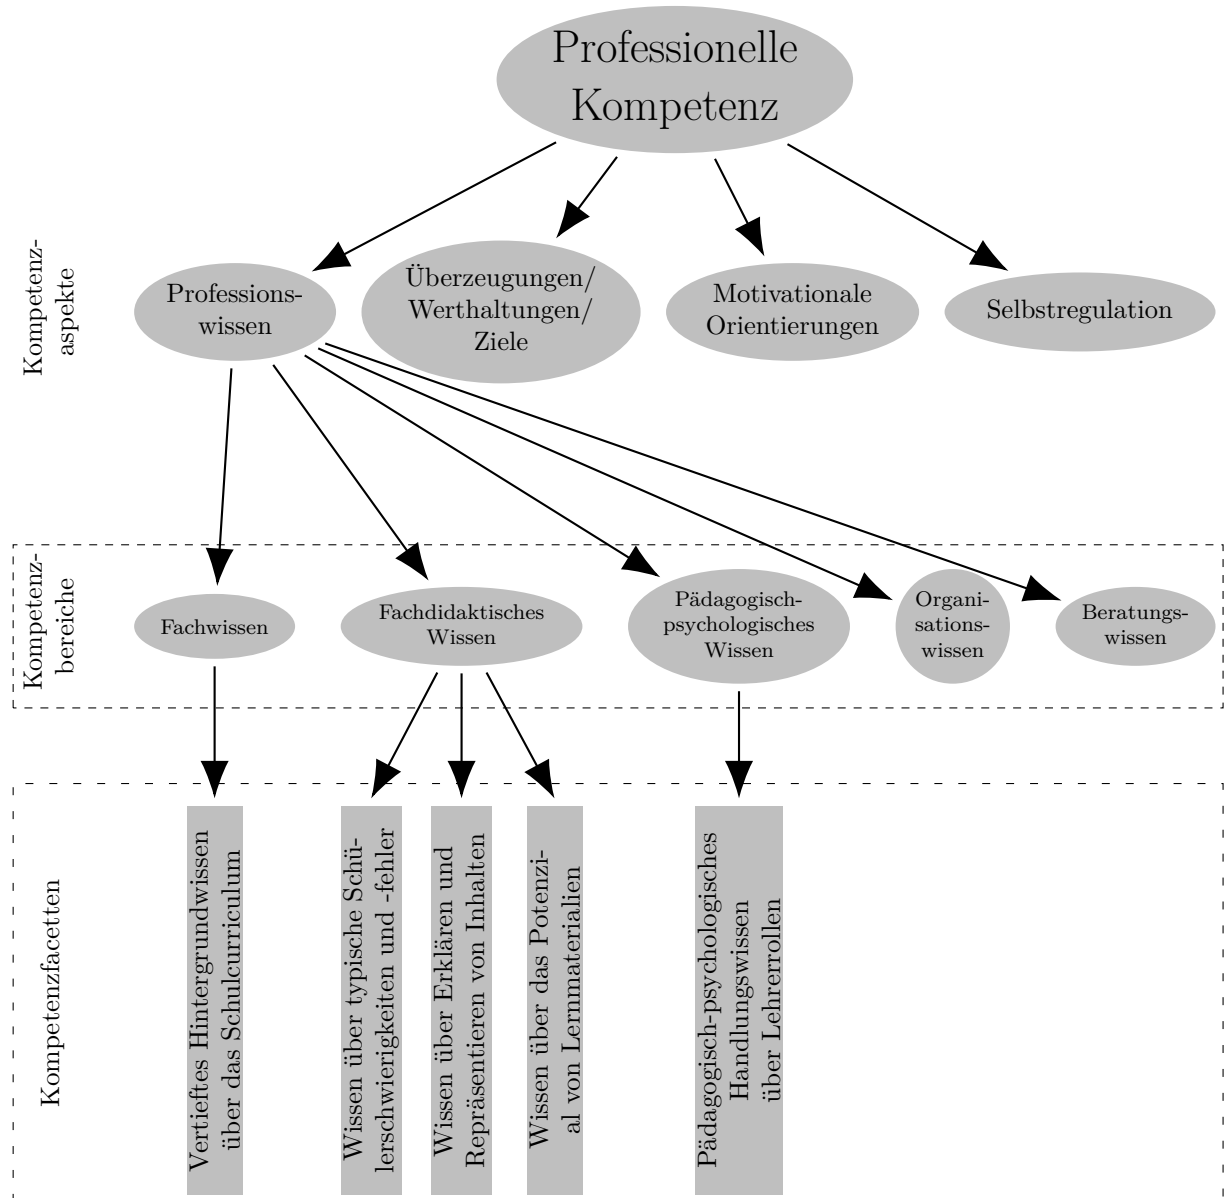 Professionelle
Kompetenz
Kompetenz-
aspekte
Professions-
wissen
Überzeugungen/
Werthaltungen/
Ziele
Motivationale
Orientierungen
Selbstregulation
Kompetenz-
bereiche
Fachwissen
Fachdidaktisches
Wissen
Pädagogisch-
psychologisches
Wissen
Organi-
sations-
wissen
Beratungs-
wissen
Kompetenzfacetten
Vertieftes Hintergrundwissen
über das Schulcurriculum
Wissen über typische Schü-
lerschwierigkeiten und -fehler
Wissen über Erklären und
Repräsentieren von Inhalten
Wissen über das Potenzi-
al von Lernmaterialien
Pädagogisch-psychologisches
Handlungswissen
über Lehrerrollen